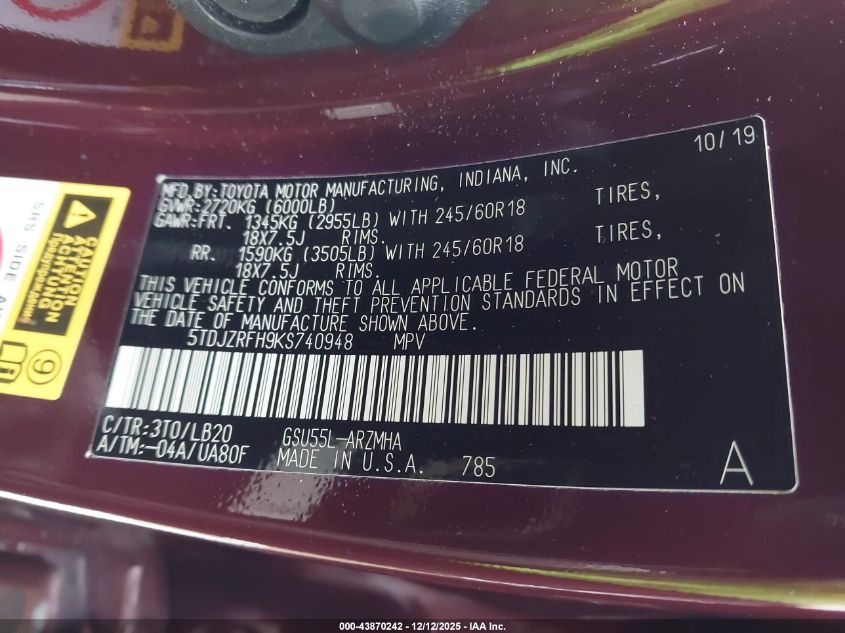 10/19
MFD.BY:TOYOTA MOTOR MANUFACTURING, INDIANA, INC.
GVWR:2720KG (6000LB)
GAWR:FRT. 1345KG (2955LB) WITH 245/60R18 TIRES,
18X7.5J RIMS.
RR. 1590KG (3505LB) WITH 245/60R18 TIRES,
18X7.5J RIMS.
THIS VEHICLE CONFORMS TO ALL APPLICABLE FEDERAL MOTOR
VEHICLE SAFETY AND THEFT PREVENTION STANDARDS IN EFFECT ON
THE DATE OF MANUFACTURE SHOWN ABOVE.
5TDJZRFH9KS740948 MPV
C/TR:3T0/LB20 GSU55L-ARZMHA
A/TM:-04A/UA80F MADE IN U.S.A. 785
A
SRS SIDE
CAUTION
ACHTUNG
9
000-43870242 - 12/12/2025 - IAA Inc.